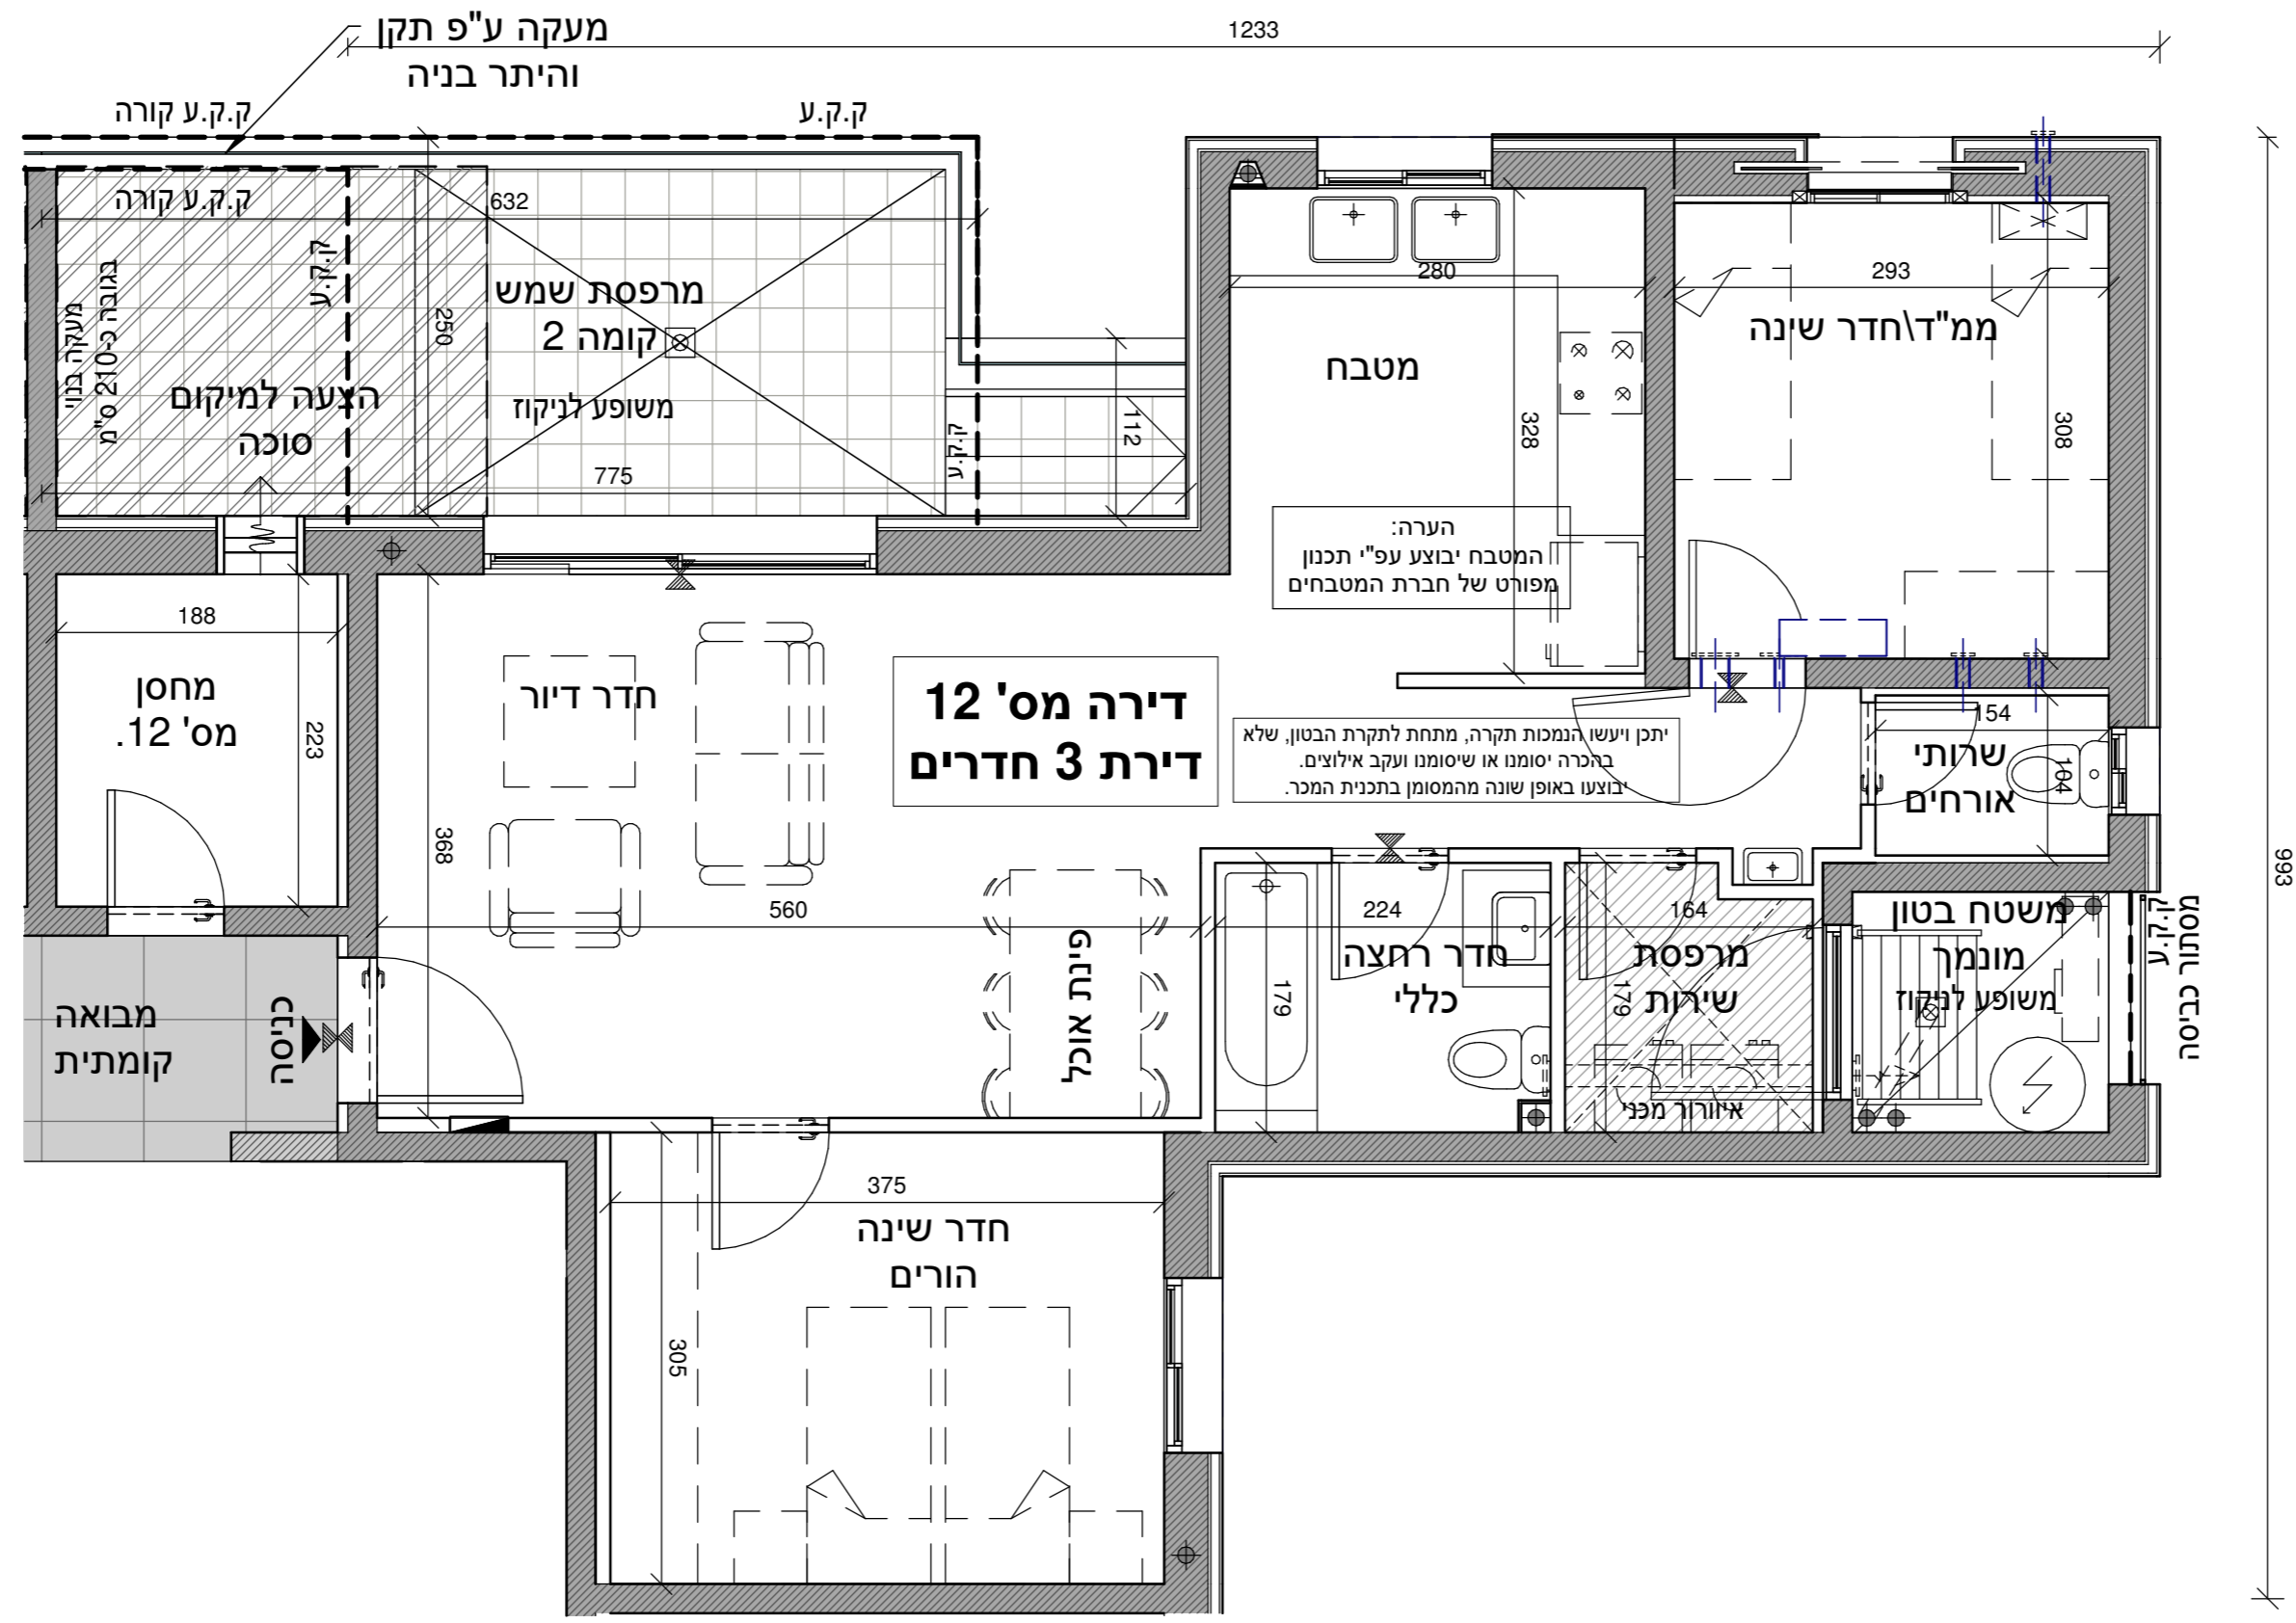 מעקה ע"פ תקן
והיתר בניה
1233
ק.ק.ע קורה
ק.ק.ע
ק.ק.ע קורה
632
ק.ק.ע
מעקה בנוי
בגובה כ-210 ס"מ
250
מרפסת שמש
קומה 2
משופע לניקוז
הצעה למיקום
סוכה
775
ק.ק.ע
112
280
מטבח
328
293
ממ"ד\חדר שינה
308
הערה:
המטבח יבוצע עפ"י תכנון
מפורט של חברת המטבחים
188
מחסן
מס' 12.
223
חדר דיור
דירה מס' 12
דירת 3 חדרים
יתכן ויעשו הנמכות תקרה, מתחת לתקרת הבטון, שלא
בהכרה יסומנו או שיסומנו ועקב אילוצים.
יבוצעו באופן שונה מהמסומן בתכנית המכר.
154
שרותי
אורחים
104
368
560
פינת אוכל
224
חדר רחצה
כללי
179
164
מרפסת
שירות
179
איוורור מכני
משטח בטון
מונמך
משופע לניקוז
ק.ק.ע
מסתור כביסה
993
מבואה
קומתית
כניסה
375
חדר שינה
הורים
305